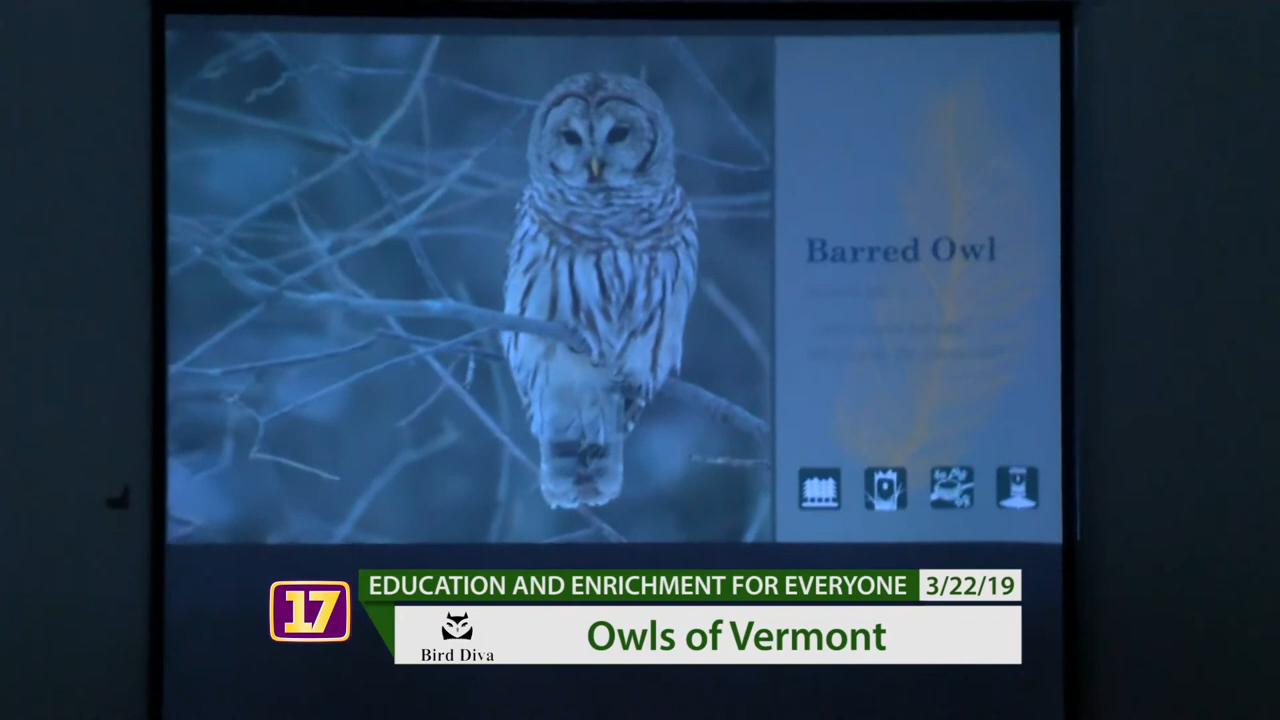 Barred Owl
17
EDUCATION AND ENRICHMENT FOR EVERYONE
3/22/19
Bird Diva
Owls of Vermont